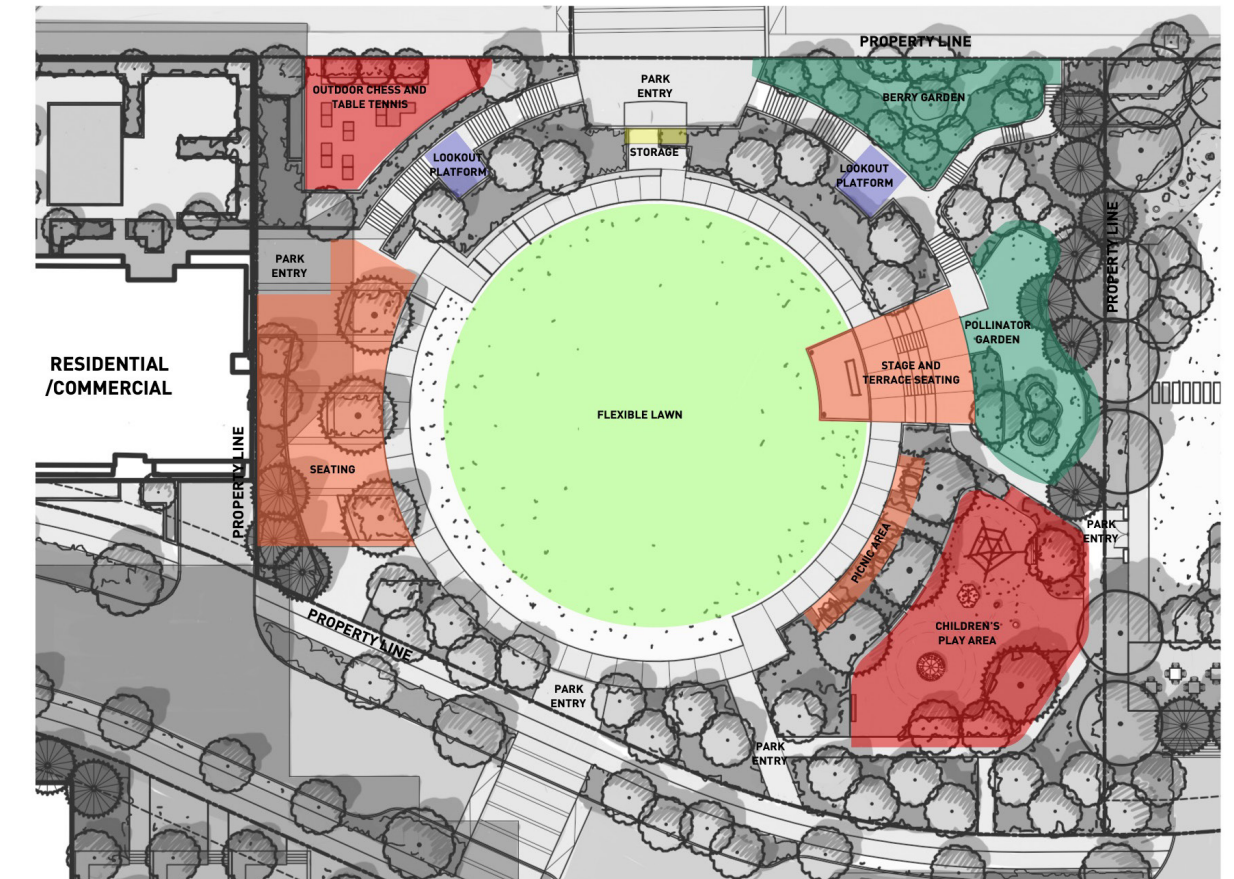 PROPERTY LINE
PARK
ENTRY
OUTDOOR CHESS AND
TABLE TENNIS
BERRY GARDEN
STORAGE
LOOKOUT
PLATFORM
LOOKOUT
PLATFORM
PROPERTY LINE
PARK
ENTRY
POLLINATOR
GARDEN
RESIDENTIAL
/COMMERCIAL
STAGE AND
TERRACE SEATING
FLEXIBLE LAWN
SEATING
PROPERTY LINE
PICNIC AREA
PARK
ENTRY
CHILDREN'S
PLAY AREA
PROPERTY LINE
PARK
ENTRY
PARK
ENTRY